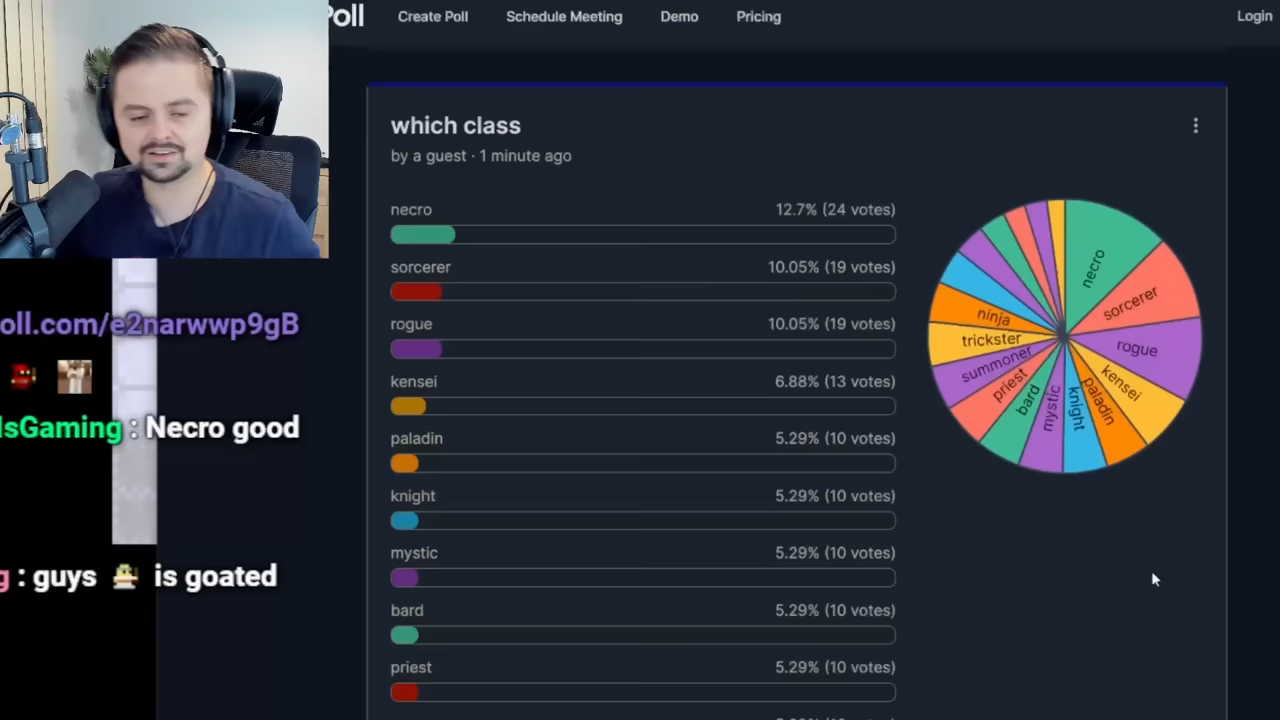 Poll
Create Poll
Schedule Meeting
Demo
Pricing
Login
which class
by a guest · 1 minute ago
necro 12.7% (24 votes)
sorcerer 10.05% (19 votes)
rogue 10.05% (19 votes)
kensei 6.88% (13 votes)
paladin 5.29% (10 votes)
knight 5.29% (10 votes)
mystic 5.29% (10 votes)
bard 5.29% (10 votes)
priest 5.29% (10 votes)
necro
sorcerer
rogue
kensei
paladin
knight
mystic
bard
priest
summoner
trickster
ninja
oll.com/e2narwwp9gB
lsGaming : Necro good
g : guys is goated